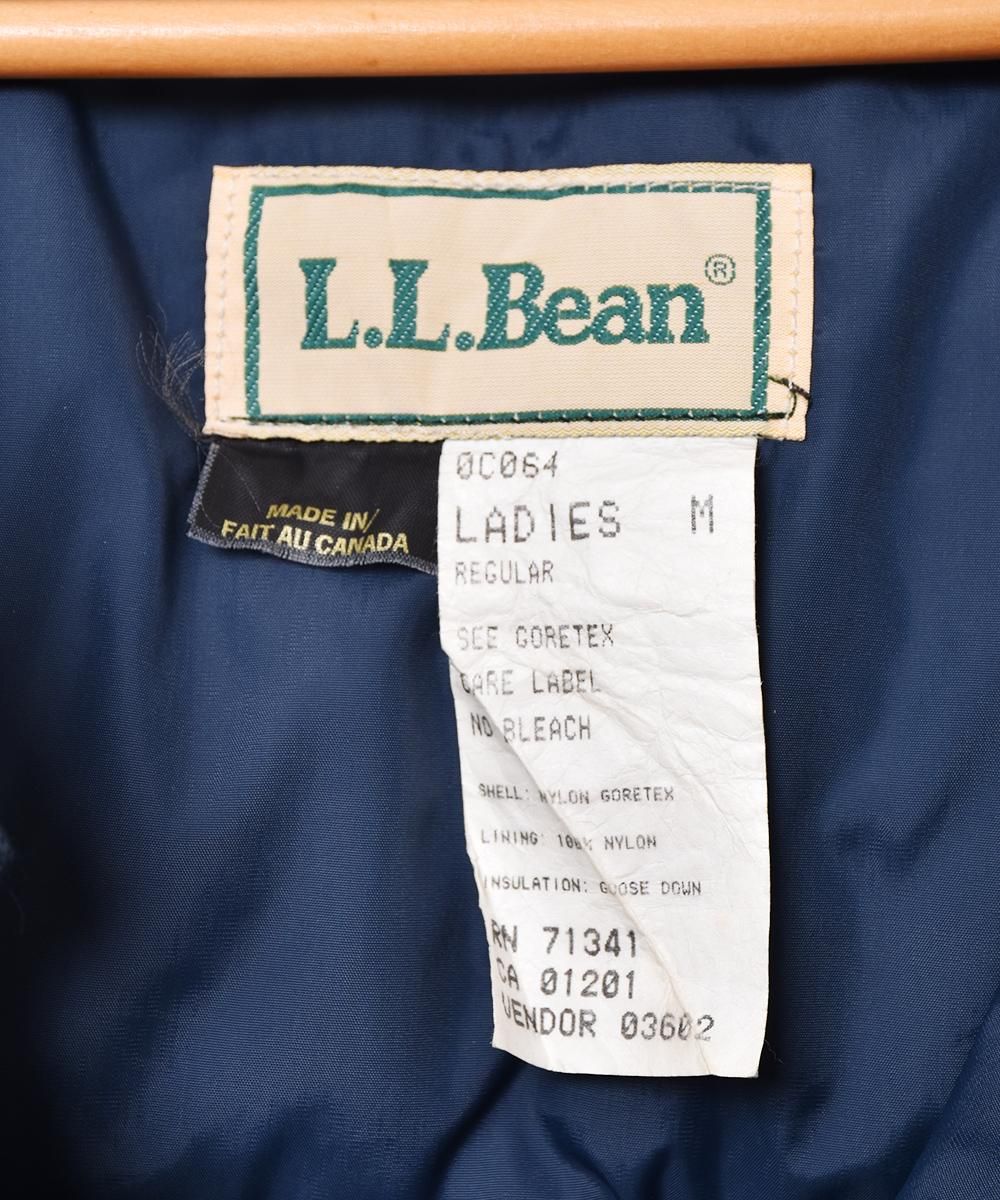 L.L.Bean®
MADE IN/
FAIT AU CANADA
0C064
LADIES M
REGULAR
SEE GORETEX
CARE LABEL
NO BLEACH
SHELL: NYLON GORETEX
LINING: 100% NYLON
INSULATION: GOOSE DOWN
RN 71341
CA 01201
VENDOR 03602